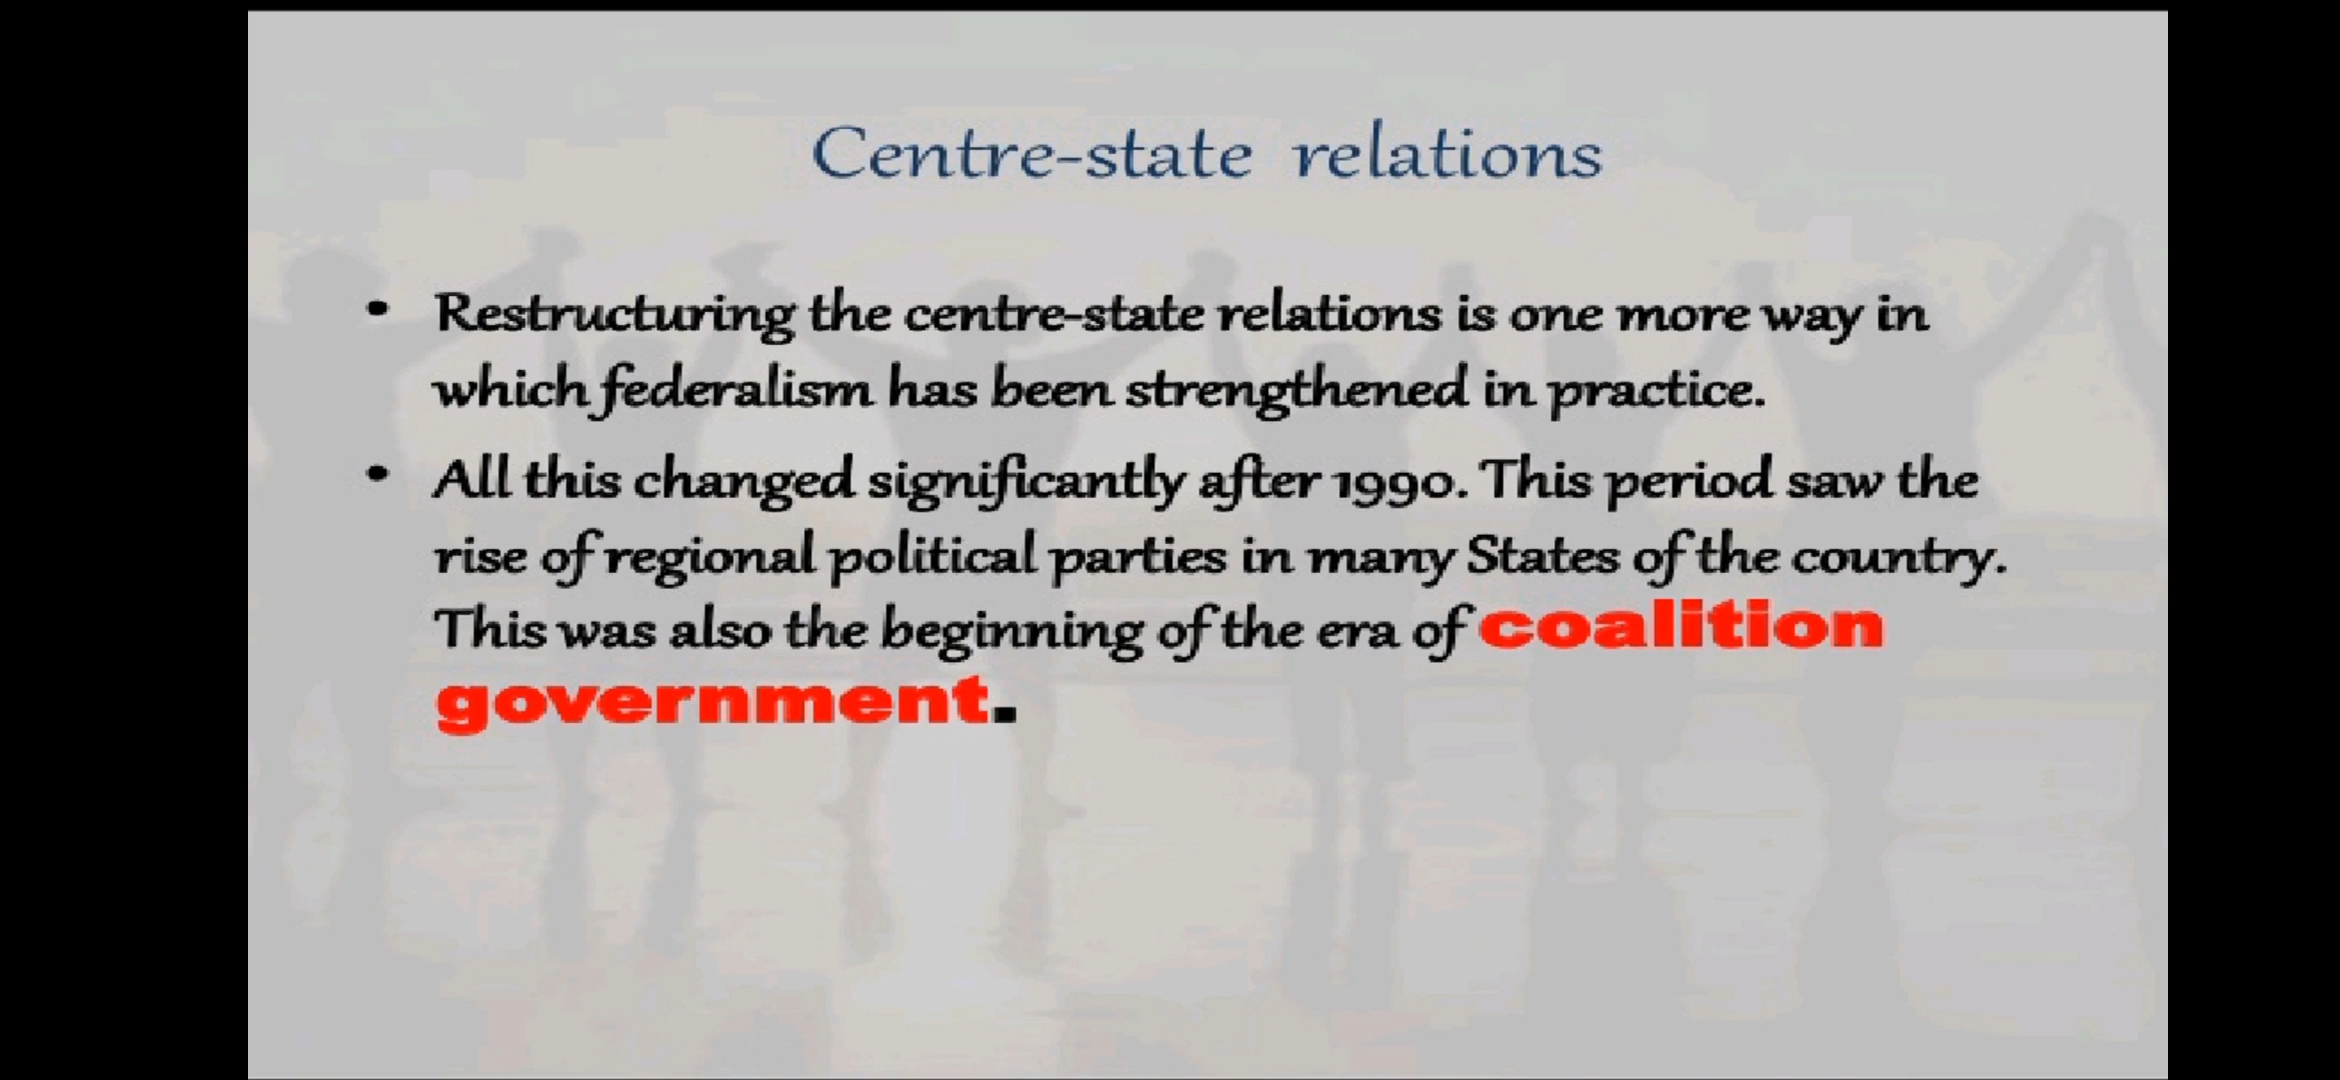 Centre-state relations
• Restructuring the centre-state relations is one more way in
which federalism has been strengthened in practice.
• All this changed significantly after 1990. This period saw the
rise of regional political parties in many States of the country.
This was also the beginning of the era of coalition
government.